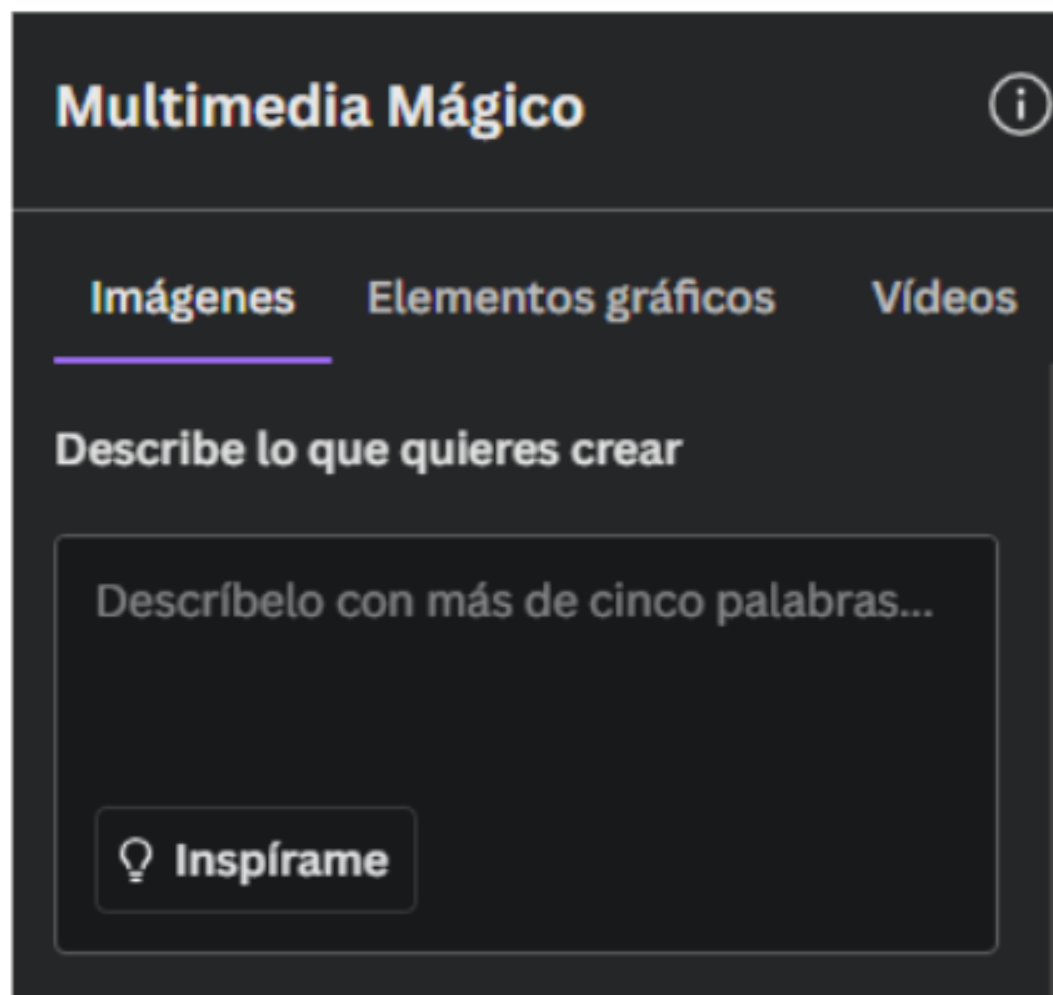 Multimedia Mágico
Imágenes Elementos gráficos Vídeos
Describe lo que quieres crear
Descríbelo con más de cinco palabras...
Inspírame